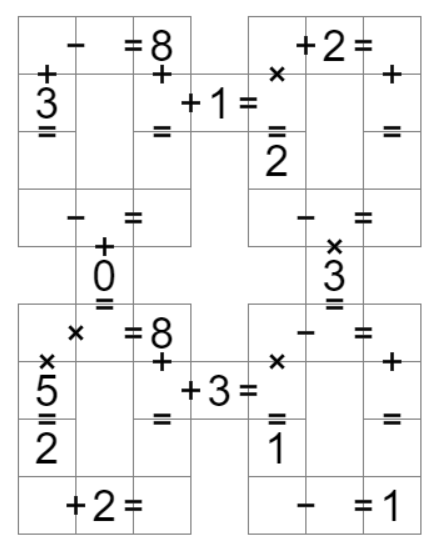 − = 8 + 2 =
+ + × +
3 + 1 =
= = = =
2
− = − =
+ ×
0 3
= =
× = 8 − =
× + × +
5 + 3 =
= = = =
2 1
+ 2 = − = 1